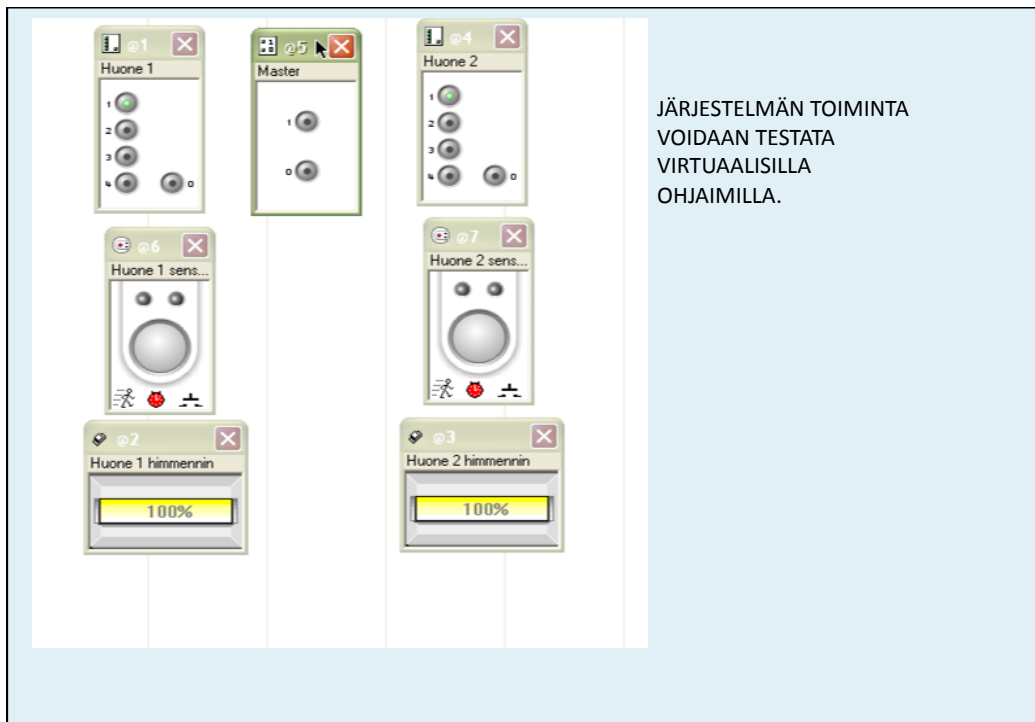 @1
Huone 1
1
2
3
4 0
@5
Master
1
0
@4
Huone 2
1
2
3
4 0
@6
Huone 1 sens...
@7
Huone 2 sens...
@2
Huone 1 himmennin
100%
@3
Huone 2 himmennin
100%
JÄRJESTELMÄN TOIMINTA
VOIDAAN TESTATA
VIRTUAALISILLA
OHJAIMILLA.